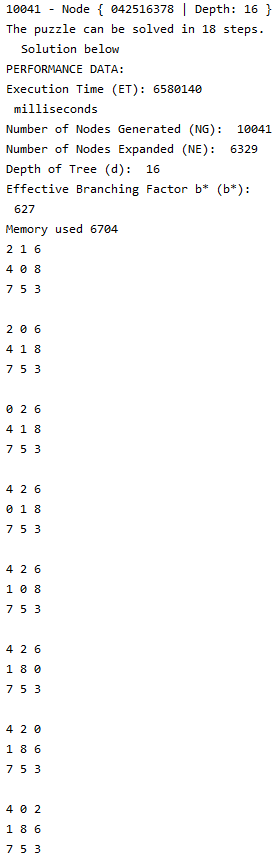 10041 - Node { 042516378 | Depth: 16 }
The puzzle can be solved in 18 steps.
Solution below
PERFORMANCE DATA:
Execution Time (ET): 6580140
milliseconds
Number of Nodes Generated (NG):  10041
Number of Nodes Expanded (NE):  6329
Depth of Tree (d):  16
Effective Branching Factor b* (b*):
627
Memory used 6704
2 1 6
4 0 8
7 5 3

2 0 6
4 1 8
7 5 3

0 2 6
4 1 8
7 5 3

4 2 6
0 1 8
7 5 3

4 2 6
1 0 8
7 5 3

4 2 6
1 8 0
7 5 3

4 2 0
1 8 6
7 5 3

4 0 2
1 8 6
7 5 3